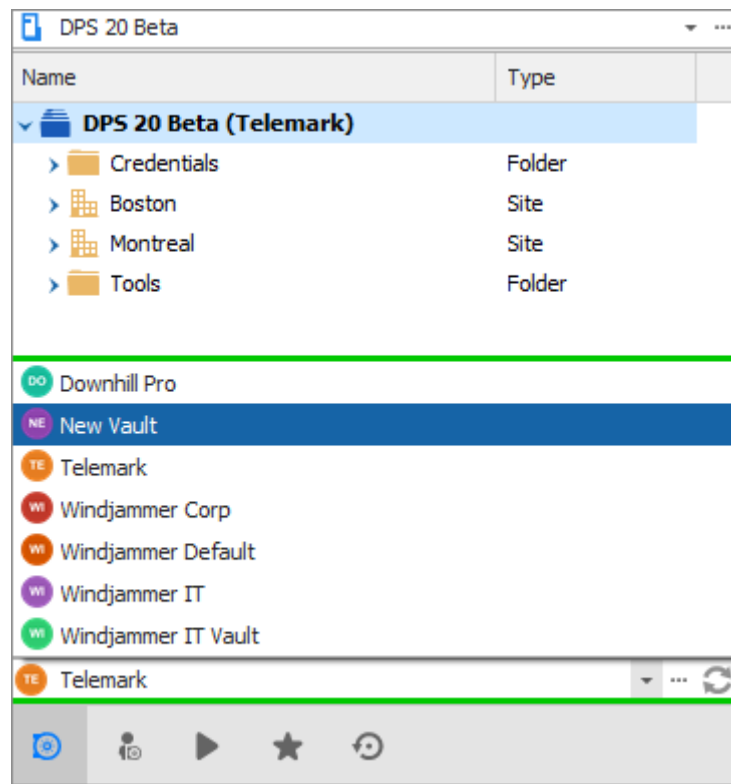 DPS 20 Beta
Name Type
DPS 20 Beta (Telemark)
Credentials Folder
Boston Site
Montreal Site
Tools Folder
DO Downhill Pro
NE New Vault
TE Telemark
WI Windjammer Corp
WI Windjammer Default
WI Windjammer IT
WI Windjammer IT Vault
TE Telemark